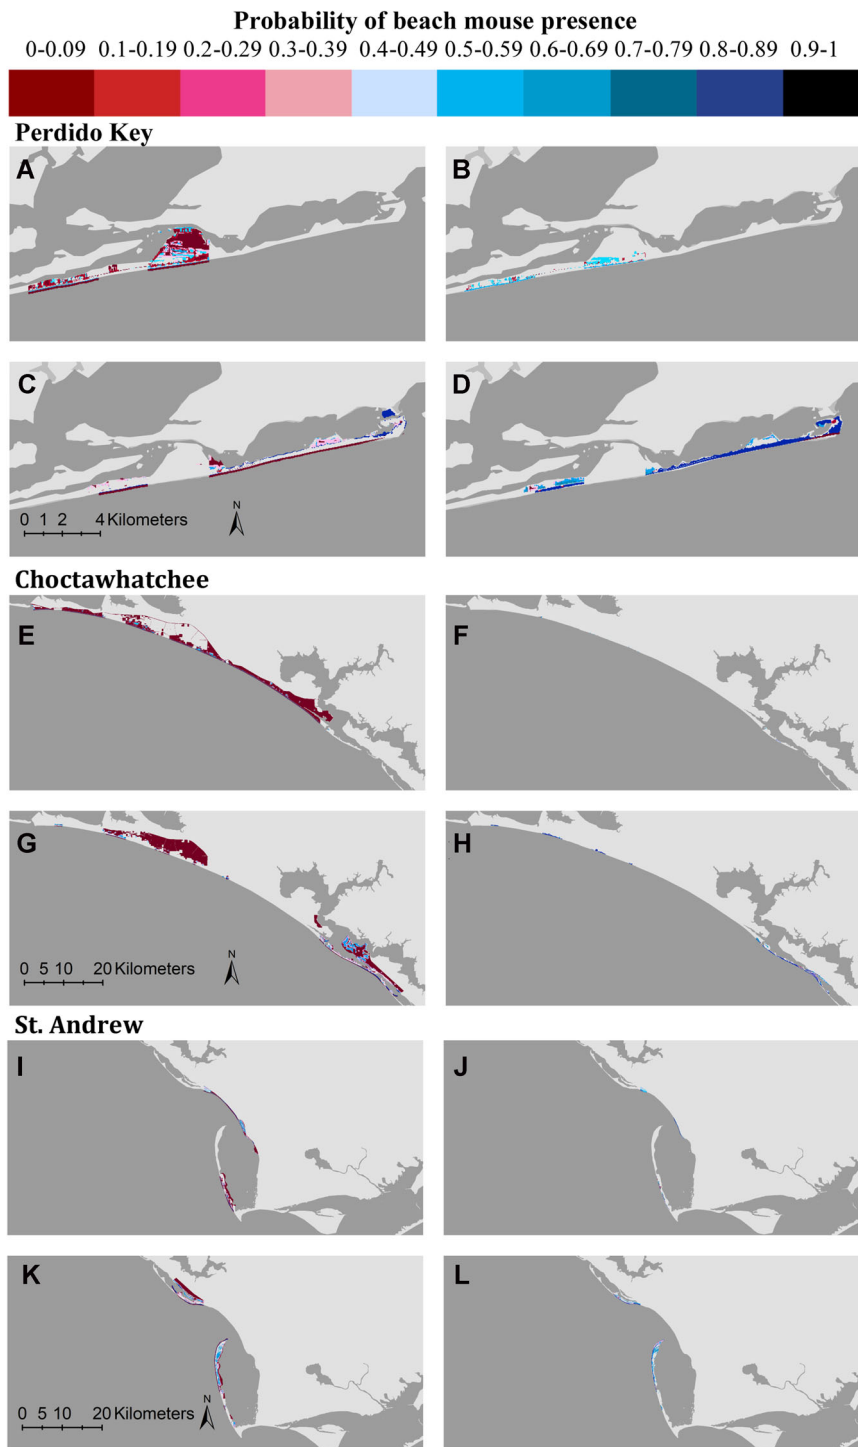 Probability of beach mouse presence
0-0.09 0.1-0.19 0.2-0.29 0.3-0.39 0.4-0.49 0.5-0.59 0.6-0.69 0.7-0.79 0.8-0.89 0.9-1
Perdido Key
A B
C D
0 1 2 4 Kilometers N
Choctawhatchee
E F
G H
0 5 10 20 Kilometers N
St. Andrew
I J
K L
0 5 10 20 Kilometers N